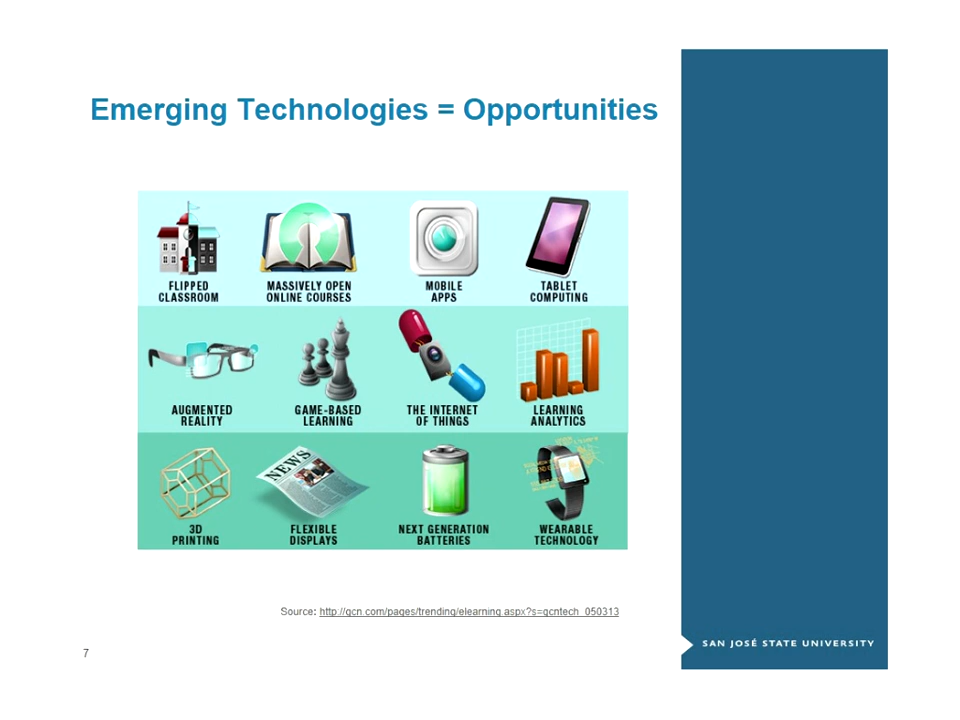 Emerging Technologies = Opportunities
FLIPPED
CLASSROOM
MASSIVELY OPEN
ONLINE COURSES
MOBILE
APPS
TABLET
COMPUTING
AUGMENTED
REALITY
GAME-BASED
LEARNING
THE INTERNET
OF THINGS
LEARNING
ANALYTICS
NEWS
3D
PRINTING
FLEXIBLE
DISPLAYS
NEXT GENERATION
BATTERIES
WEARABLE
TECHNOLOGY
Source: http://gcn.com/pages/trending/elearning.aspx?s=gcntech_050313
7
SAN JOSÉ STATE UNIVERSITY